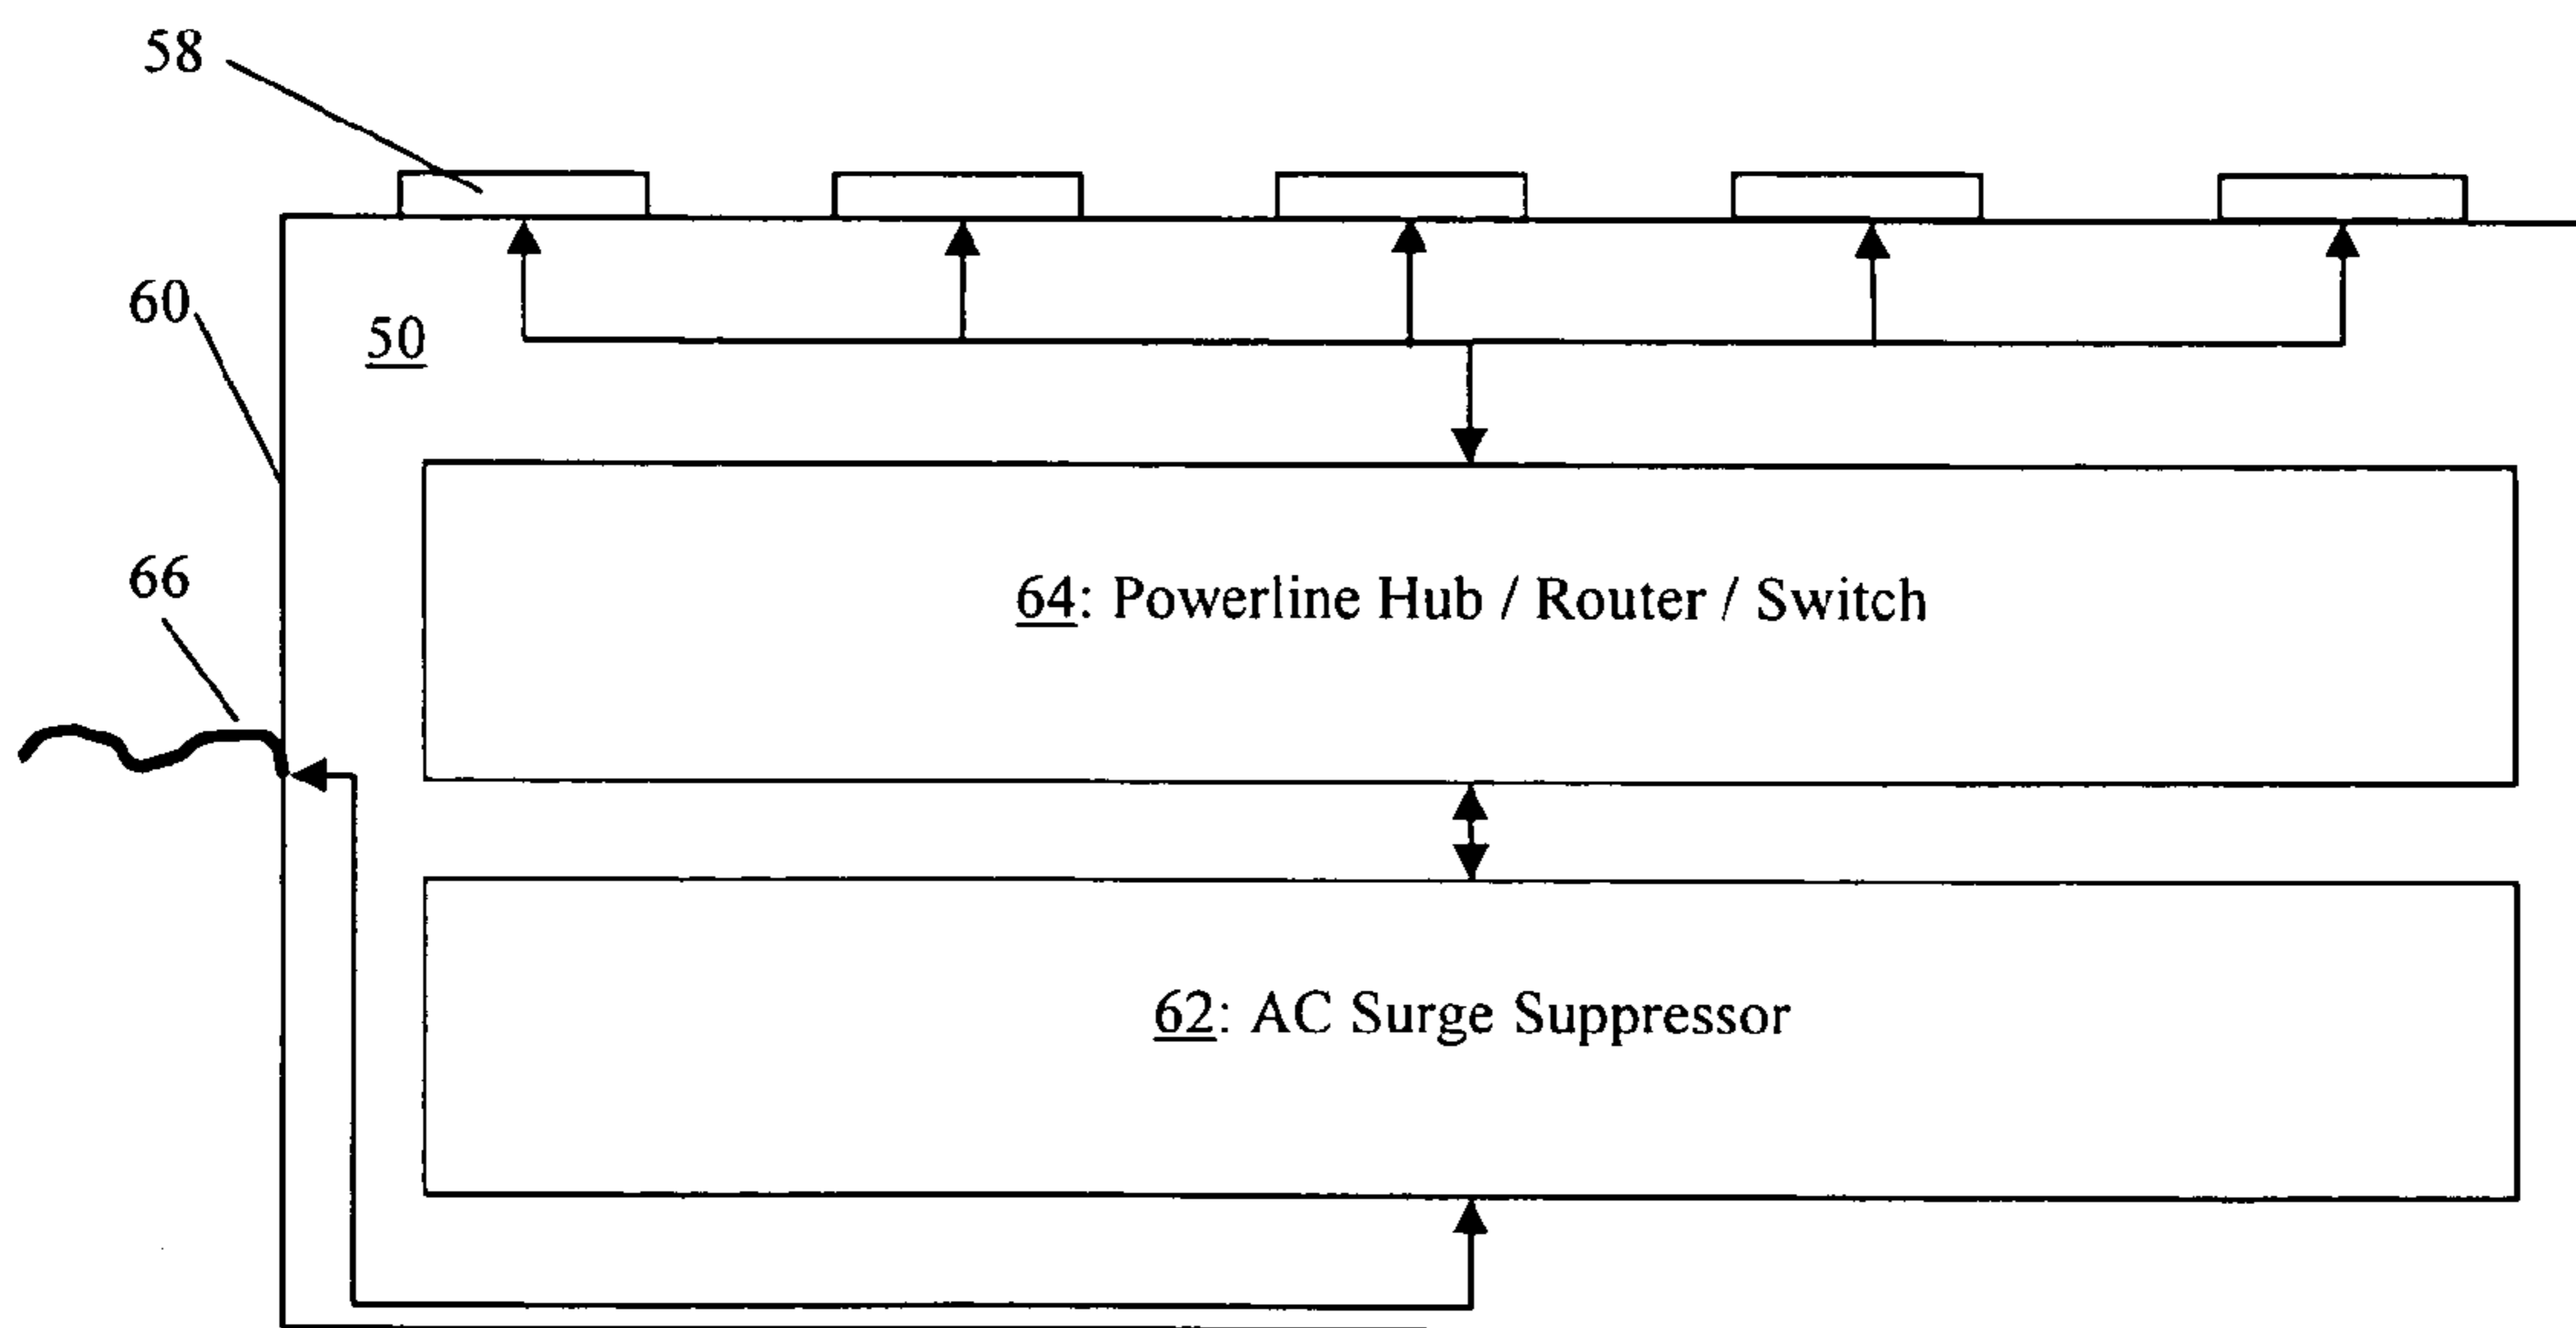 58
60
50
66
64: Powerline Hub / Router / Switch
62: AC Surge Suppressor